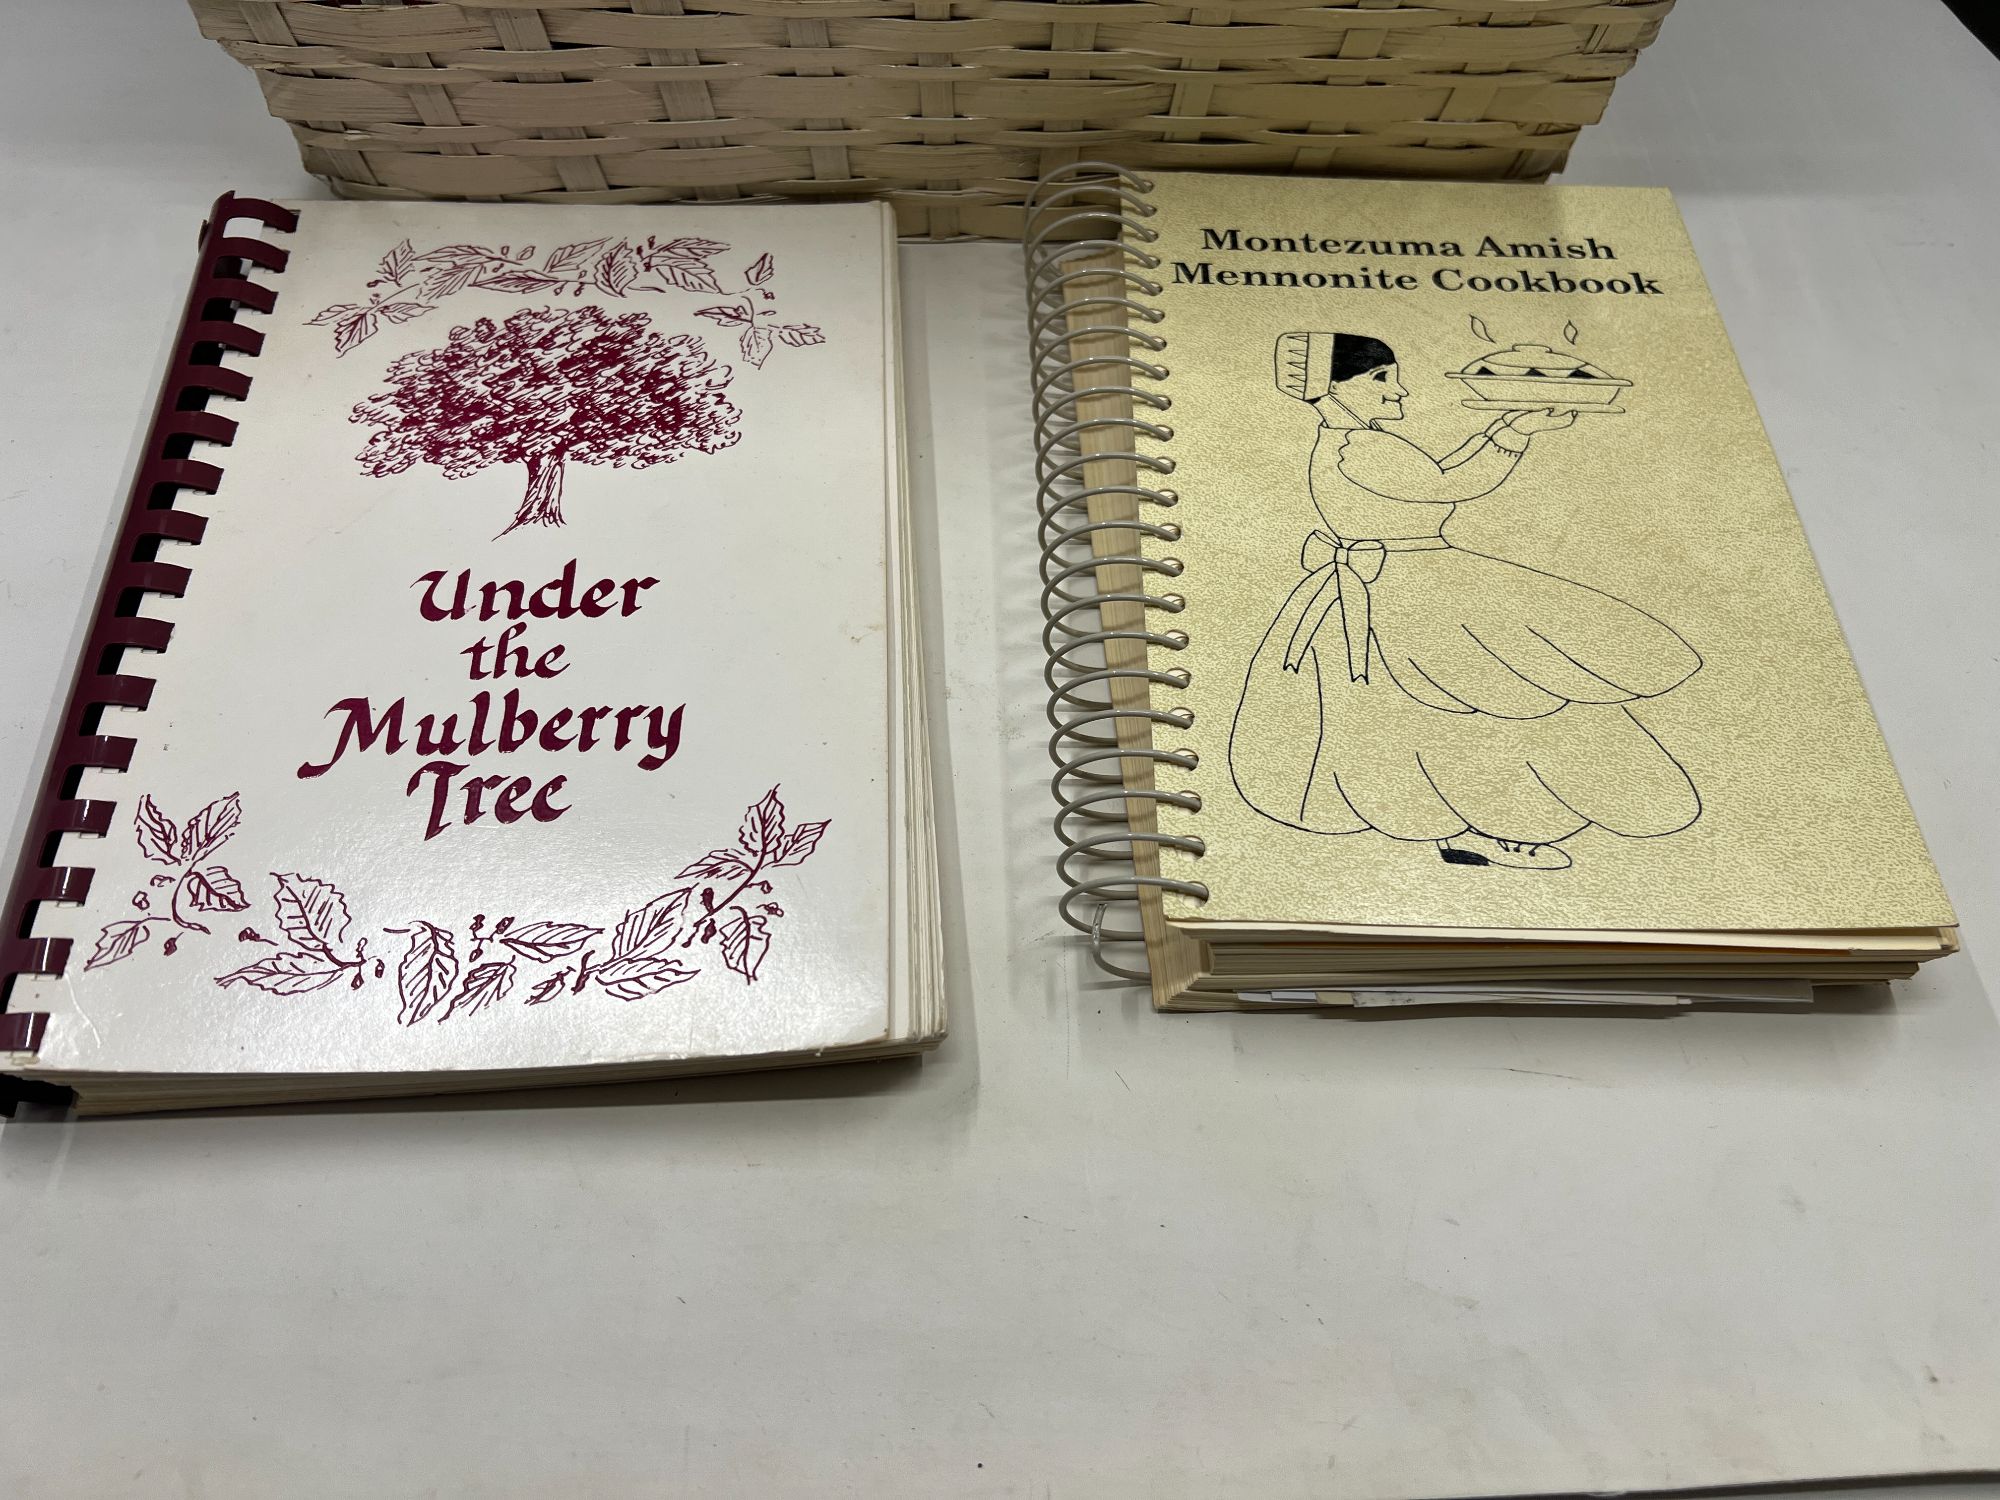 Under
the
Mulberry
Tree
Montezuma Amish
Mennonite Cookbook